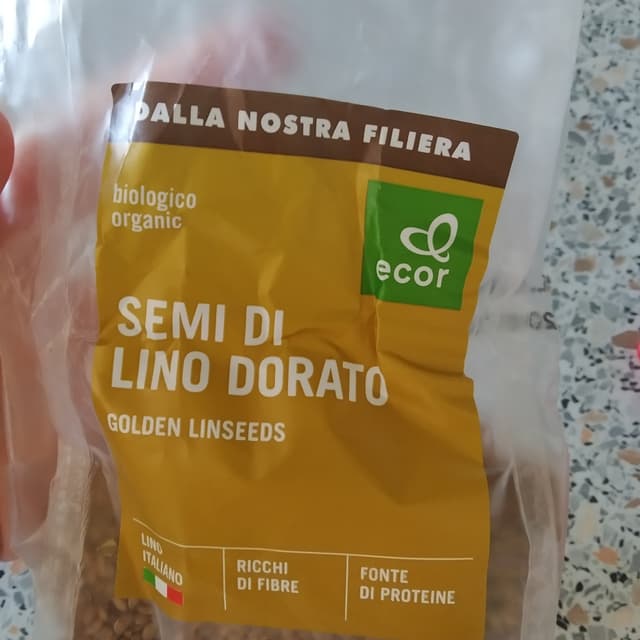 DALLA NOSTRA FILIERA
biologico
organic
ecor
SEMI DI
LINO DORATO
GOLDEN LINSEEDS
LINO
ITALIANO
RICCHI
DI FIBRE
FONTE
DI PROTEINE